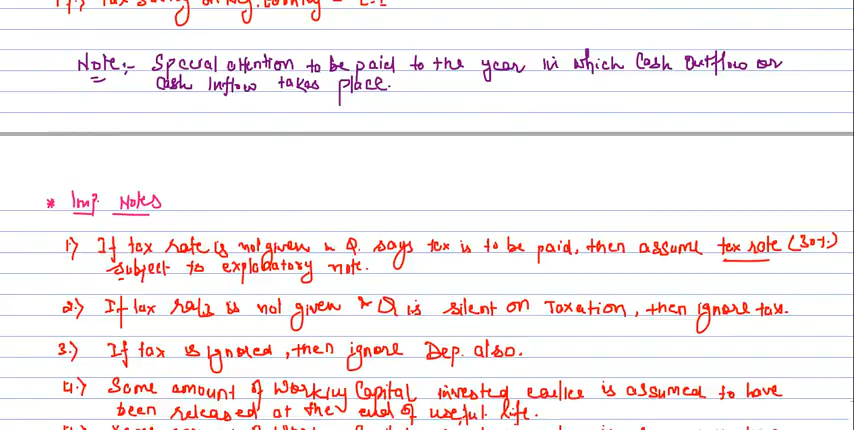 Note:- Special attention to be paid to the year in which Cash Outflow or
Cash Inflow takes place.
* Imp. Notes
1.) If tax rate is not given & Q. says tax is to be paid, then assume tax rate (30%)
subject to explanatory note.
2.) If tax rate is not given & Q is silent on Taxation, then ignore tax.
3.) If tax is ignored, then ignore Dep. also.
4.) Same amount of Working Capital invested earlier is assumed to have
been released at the end of useful life.